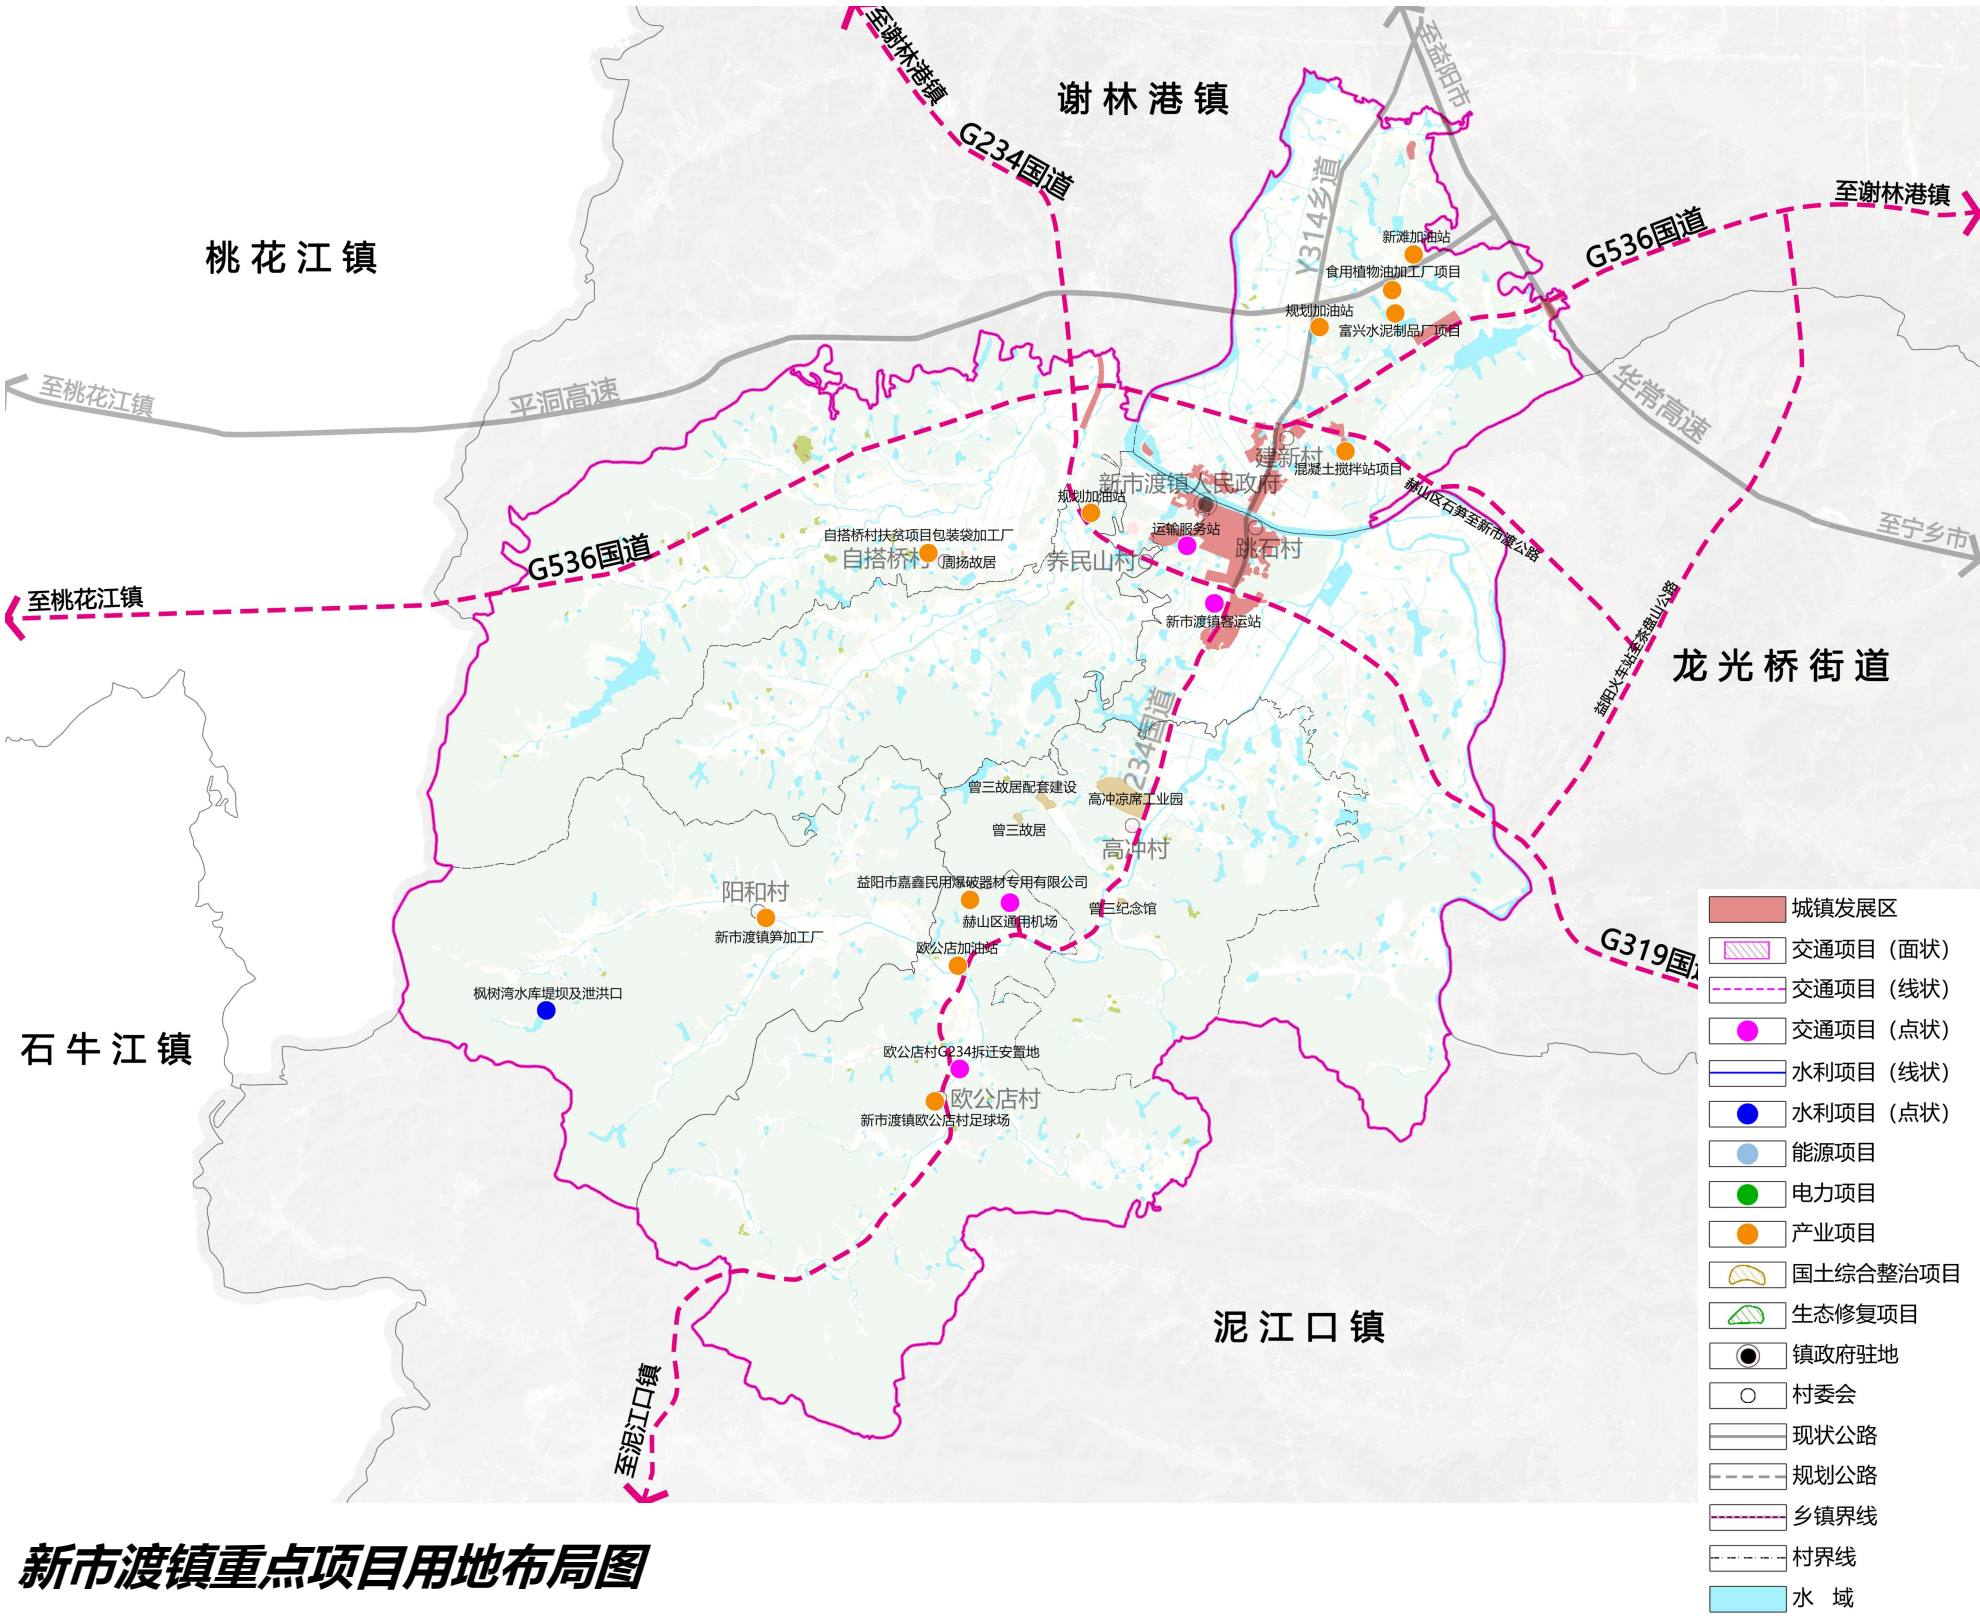 至谢林港镇
至益阳市
谢林港镇
G234国道
Y314乡道
至谢林港镇
G536国道
桃花江镇
新滩加油站
食用植物油加工厂项目
规划加油站
富兴水泥制品厂项目
至桃花江镇
平洞高速
华常高速
建新村
混凝土搅拌站项目
新市渡镇人民政府
规划加油站
赫山区石笋至新市渡公路
至宁乡市
运输服务站
跳石村
自搭桥村扶贫项目包装袋加工厂
自搭桥村
周扬故居
养民山村
G536国道
至桃花江镇
新市渡镇客运站
益阳火车站至茶盘山公路
龙光桥街道
234国道
曾三故居配套建设
高冲凉席工业园
曾三故居
高冲村
益阳市嘉鑫民用爆破器材专用有限公司
阳和村
曾三纪念馆
赫山区通用机场
新市渡镇笋加工厂
欧公店加油站
G319国
枫树湾水库堤坝及泄洪口
石牛江镇
欧公店村G234拆迁安置地
欧公店村
新市渡镇欧公店村足球场
泥江口镇
至泥江口镇
城镇发展区
交通项目（面状）
交通项目（线状）
交通项目（点状）
水利项目（线状）
水利项目（点状）
能源项目
电力项目
产业项目
国土综合整治项目
生态修复项目
镇政府驻地
村委会
现状公路
规划公路
乡镇界线
村界线
水 域
新市渡镇重点项目用地布局图